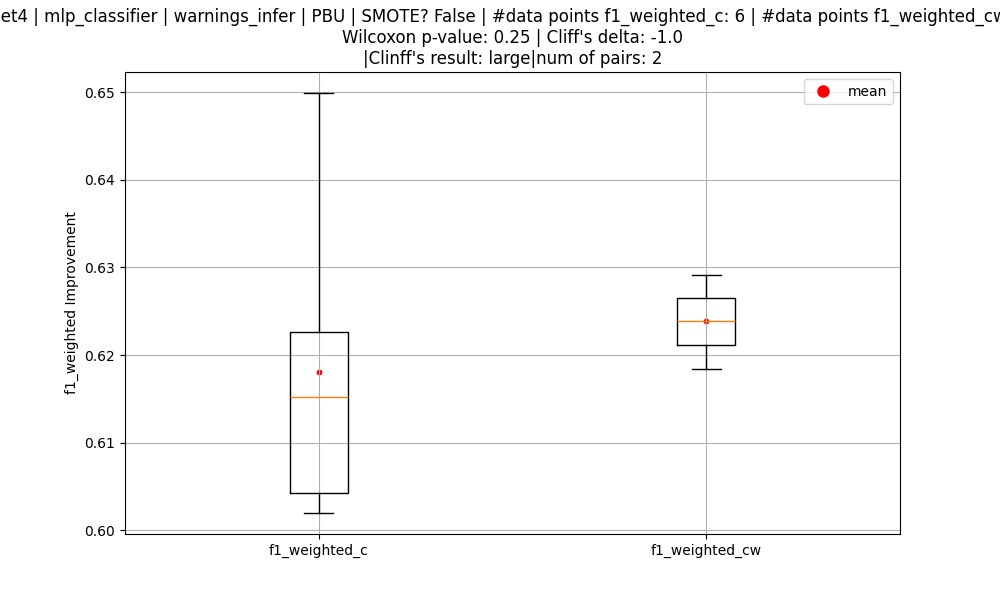 et4 | mlp_classifier | warnings_infer | PBU | SMOTE? False | #data points f1_weighted_c: 6 | #data points f1_weighted_cw
Wilcoxon p-value: 0.25 | Cliff's delta: -1.0
|Clinff's result: large|num of pairs: 2
mean
0.65
0.64
0.63
0.62
0.61
0.60
f1_weighted Improvement
f1_weighted_c
f1_weighted_cw